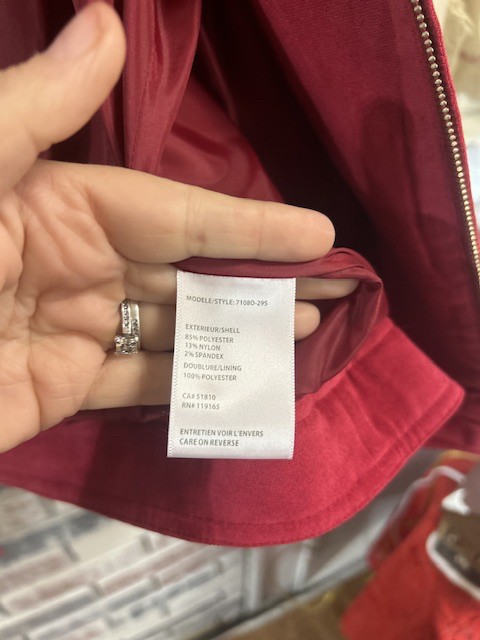 MODELE/STYLE: 7108O-295
EXTERIEUR/SHELL
85% POLYESTER
13% NYLON
2% SPANDEX
DOUBLURE/LINING
100% POLYESTER
CA# 51810
RN# 119165
ENTRETIEN VOIR L'ENVERS
CARE ON REVERSE